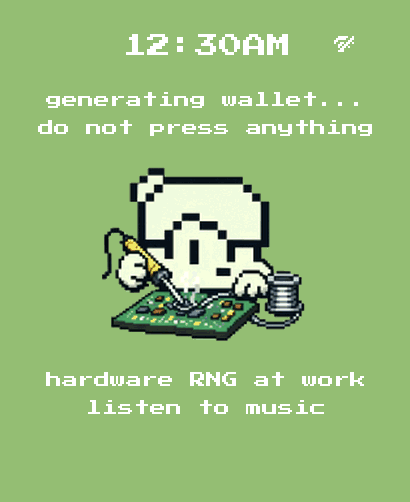 12:30AM
generating wallet...
do not press anything
hardware RNG at work
listen to music